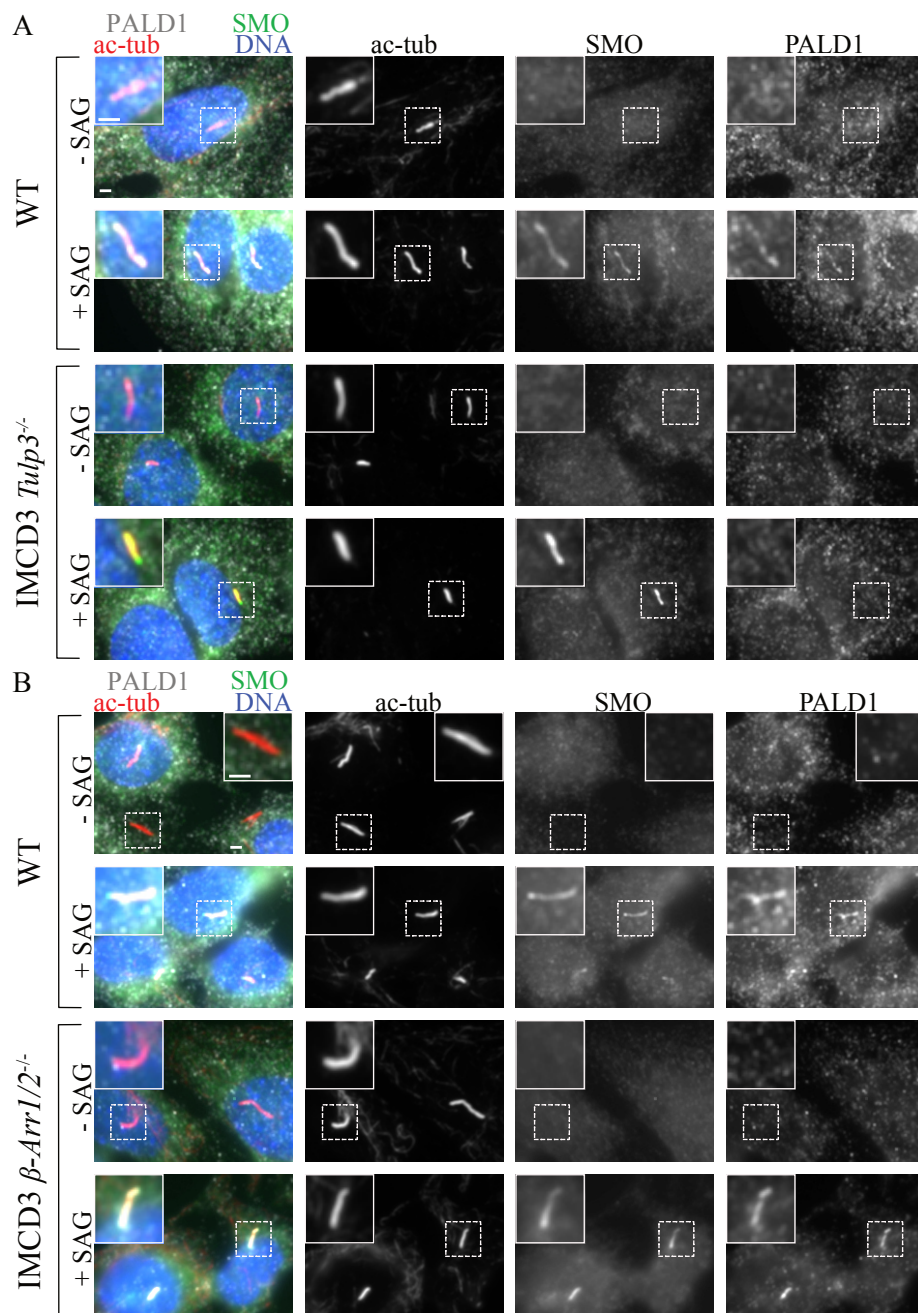 A
PALD1 SMO
ac-tub DNA ac-tub SMO PALD1
WT
- SAG
+ SAG
IMCD3 Tulp3-/-
- SAG
+ SAG
B
PALD1 SMO
ac-tub DNA ac-tub SMO PALD1
WT
- SAG
+ SAG
IMCD3 β-Arr1/2-/-
- SAG
+ SAG